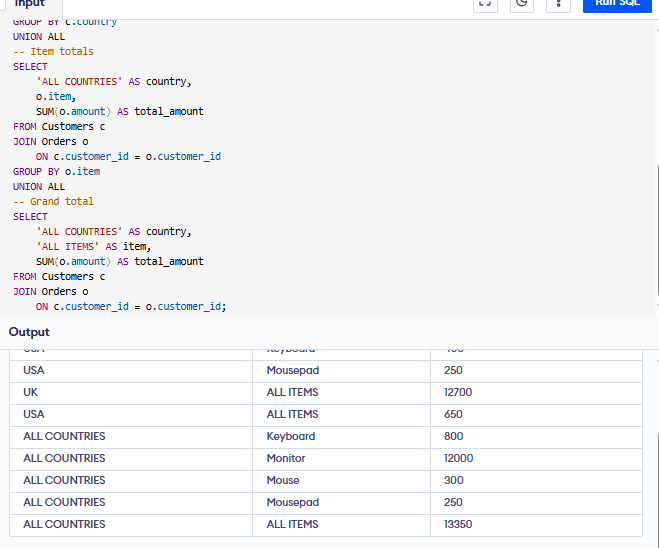 Input
Run SQL
GROUP BY c.country
UNION ALL
-- Item totals
SELECT
    'ALL COUNTRIES' AS country,
    o.item,
    SUM(o.amount) AS total_amount
FROM Customers c
JOIN Orders o
    ON c.customer_id = o.customer_id
GROUP BY o.item
UNION ALL
-- Grand total
SELECT
    'ALL COUNTRIES' AS country,
    'ALL ITEMS' AS item,
    SUM(o.amount) AS total_amount
FROM Customers c
JOIN Orders o
    ON c.customer_id = o.customer_id;
Output
USA Keyboard 400
USA Mousepad 250
UK ALL ITEMS 12700
USA ALL ITEMS 650
ALL COUNTRIES Keyboard 800
ALL COUNTRIES Monitor 12000
ALL COUNTRIES Mouse 300
ALL COUNTRIES Mousepad 250
ALL COUNTRIES ALL ITEMS 13350